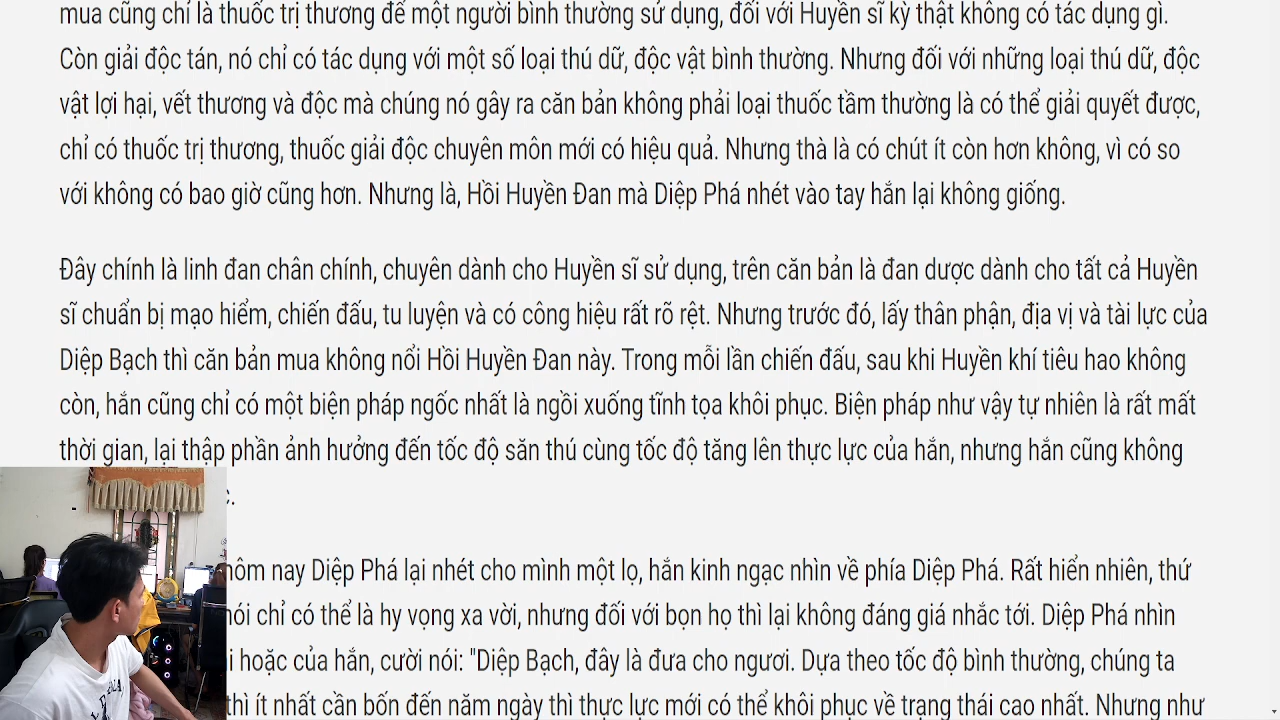 mua cũng chỉ là thuốc trị thương để một người bình thường sử dụng, đối với Huyền sĩ kỳ thật không có tác dụng gì.
Còn giải độc tán, nó chỉ có tác dụng với một số loại thú dữ, độc vật bình thường. Nhưng đối với những loại thú dữ, độc
vật lợi hại, vết thương và độc mà chúng nó gây ra căn bản không phải loại thuốc tầm thường là có thể giải quyết được,
chỉ có thuốc trị thương, thuốc giải độc chuyên môn mới có hiệu quả. Nhưng thà là có chút ít còn hơn không, vì có so
với không có bao giờ cũng hơn. Nhưng là, Hồi Huyền Đan mà Diệp Phá nhét vào tay hắn lại không giống.
Đây chính là linh đan chân chính, chuyên dành cho Huyền sĩ sử dụng, trên căn bản là đan dược dành cho tất cả Huyền
sĩ chuẩn bị mạo hiểm, chiến đấu, tu luyện và có công hiệu rất rõ rệt. Nhưng trước đó, lấy thân phận, địa vị và tài lực của
Diệp Bạch thì căn bản mua không nổi Hồi Huyền Đan này. Trong mỗi lần chiến đấu, sau khi Huyền khí tiêu hao không
còn, hắn cũng chỉ có một biện pháp ngốc nhất là ngồi xuống tĩnh tọa khôi phục. Biện pháp như vậy tự nhiên là rất mất
thời gian, lại thập phần ảnh hưởng đến tốc độ săn thú cùng tốc độ tăng lên thực lực của hắn, nhưng hắn cũng không
c.
hôm nay Diệp Phá lại nhét cho mình một lọ, hắn kinh ngạc nhìn về phía Diệp Phá. Rất hiển nhiên, thứ
nói chỉ có thể là hy vọng xa vời, nhưng đối với bọn họ thì lại không đáng giá nhắc tới. Diệp Phá nhìn
i hoặc của hắn, cười nói: "Diệp Bạch, đây là đưa cho ngươi. Dựa theo tốc độ bình thường, chúng ta
thì ít nhất cần bốn đến năm ngày thì thực lực mới có thể khôi phục về trạng thái cao nhất. Nhưng như